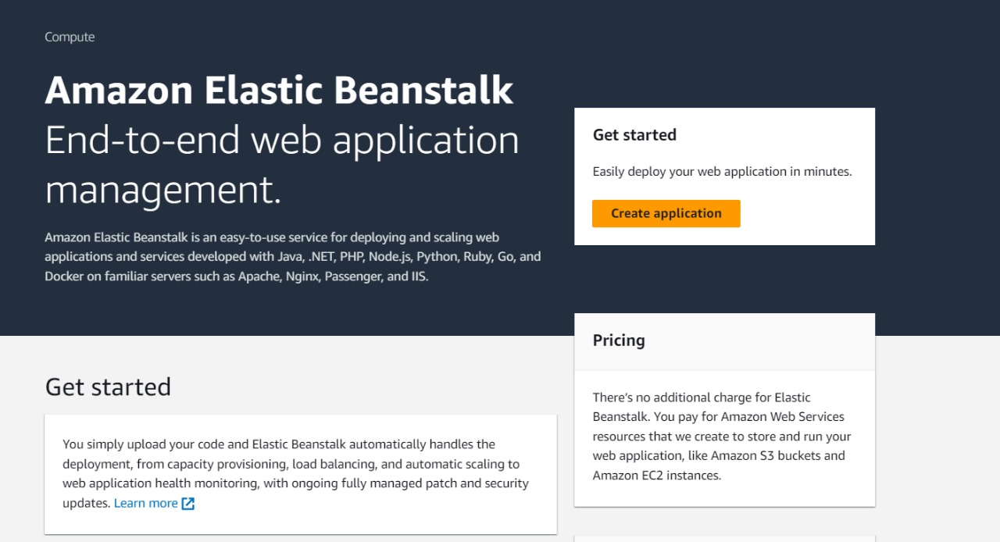 Compute
Amazon Elastic Beanstalk
End-to-end web application
management.
Amazon Elastic Beanstalk is an easy-to-use service for deploying and scaling web
applications and services developed with Java, .NET, PHP, Node.js, Python, Ruby, Go, and
Docker on familiar servers such as Apache, Nginx, Passenger, and IIS.
Get started
Easily deploy your web application in minutes.
Create application
Get started
You simply upload your code and Elastic Beanstalk automatically handles the
deployment, from capacity provisioning, load balancing, and automatic scaling to
web application health monitoring, with ongoing fully managed patch and security
updates. Learn more
Pricing
There's no additional charge for Elastic
Beanstalk. You pay for Amazon Web Services
resources that we create to store and run your
web application, like Amazon S3 buckets and
Amazon EC2 instances.